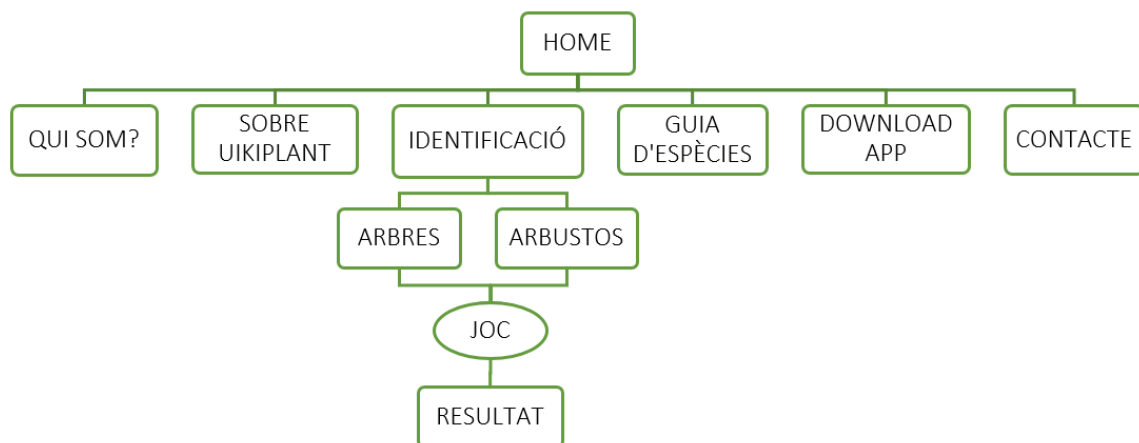 HOME
QUI SOM?
SOBRE
UIKIPLANT
IDENTIFICACIÓ
GUIA
D'ESPÈCIES
DOWNLOAD
APP
CONTACTE
ARBRES
ARBUSTOS
JOC
RESULTAT